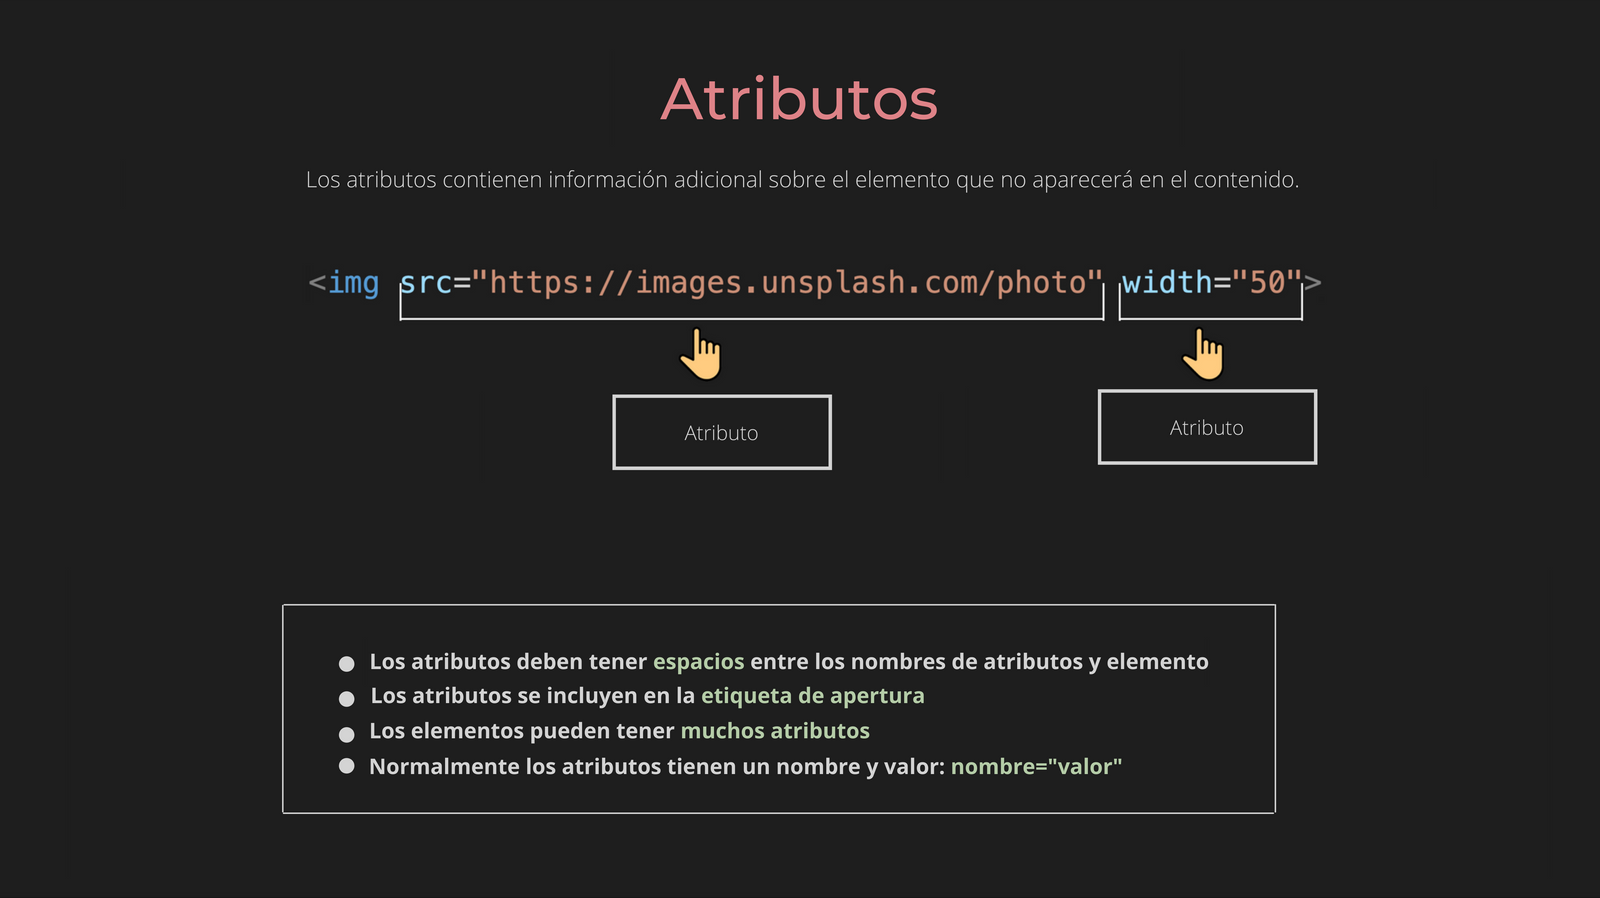 Atributos
Los atributos contienen información adicional sobre el elemento que no aparecerá en el contenido.
<img src="https://images.unsplash.com/photo" width="50">
Atributo
Atributo
Los atributos deben tener espacios entre los nombres de atributos y elemento
Los atributos se incluyen en la etiqueta de apertura
Los elementos pueden tener muchos atributos
Normalmente los atributos tienen un nombre y valor: nombre="valor"